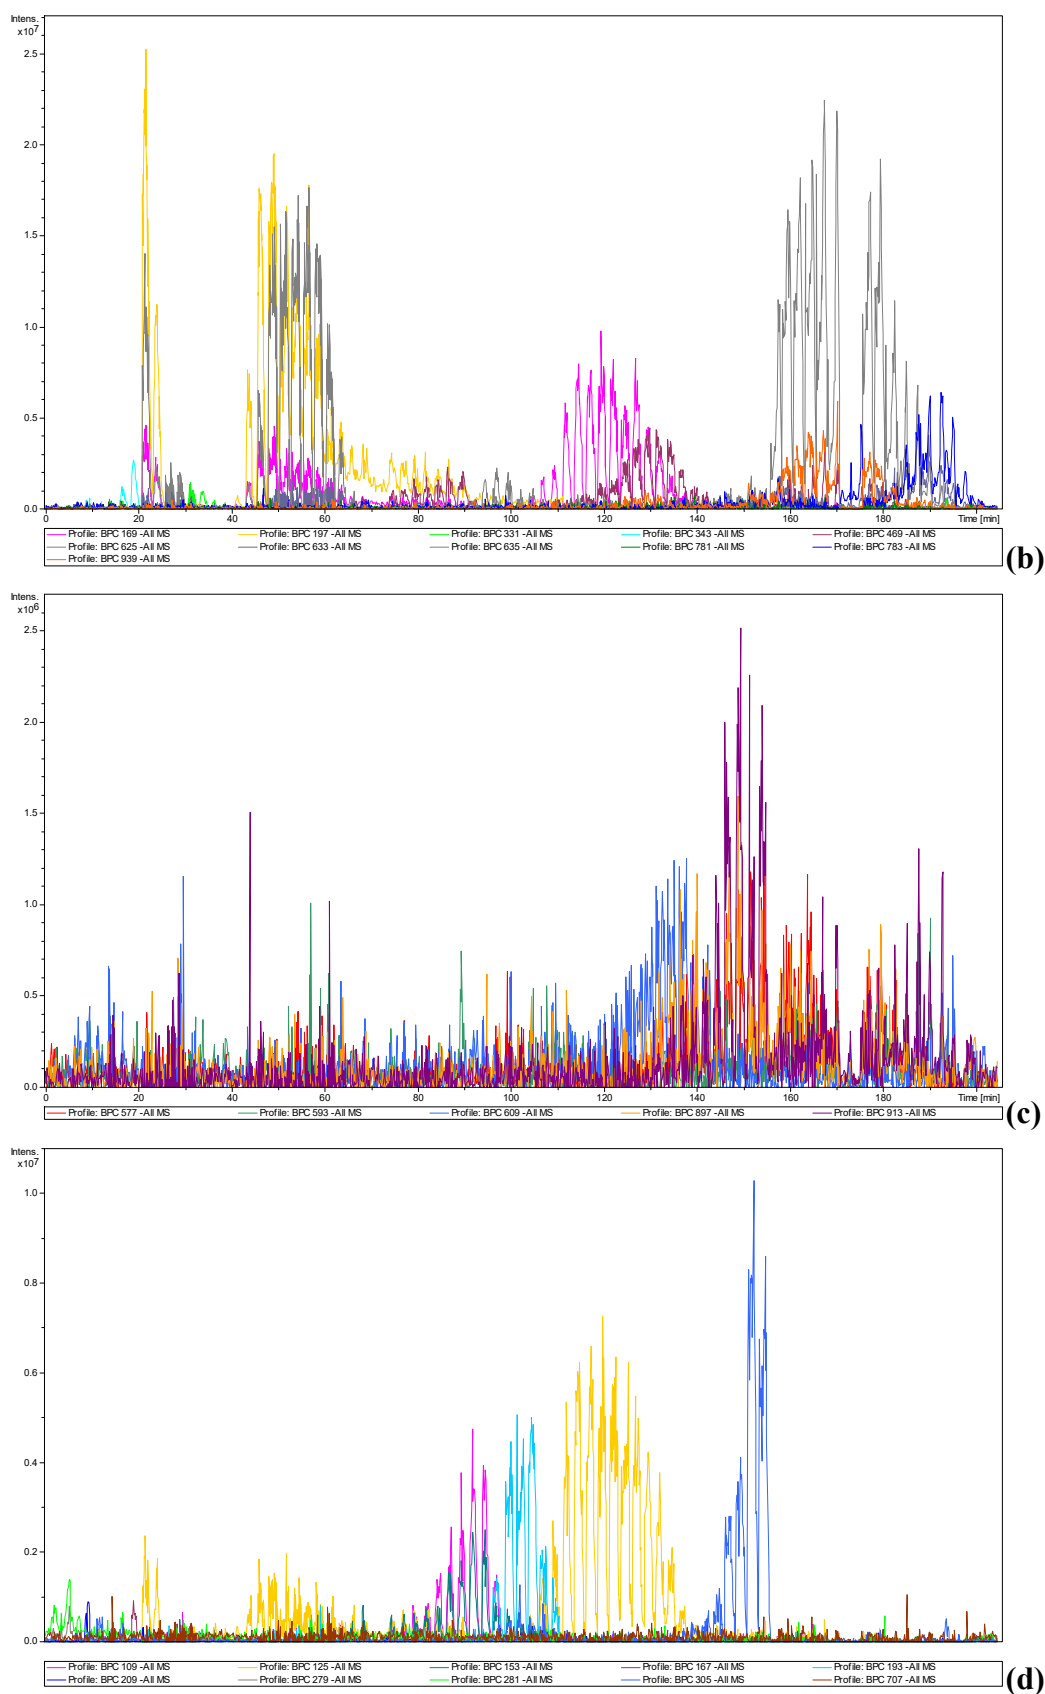 Intens.
x10⁷
2.5
2.0
1.5
1.0
0.5
0.0
0 20 40 60 80 100 120 140 160 180 Time [min]
Profile: BPC 169 -All MS Profile: BPC 197 -All MS Profile: BPC 331 -All MS Profile: BPC 343 -All MS Profile: BPC 469 -All MS
Profile: BPC 625 -All MS Profile: BPC 633 -All MS Profile: BPC 635 -All MS Profile: BPC 781 -All MS Profile: BPC 783 -All MS
Profile: BPC 939 -All MS
(b)
Intens.
x10⁶
2.5
2.0
1.5
1.0
0.5
0.0
0 20 40 60 80 100 120 140 160 180 Time [min]
Profile: BPC 577 -All MS Profile: BPC 593 -All MS Profile: BPC 609 -All MS Profile: BPC 897 -All MS Profile: BPC 913 -All MS
(c)
Intens.
x10⁷
1.0
0.8
0.6
0.4
0.2
0.0
Profile: BPC 109 -All MS Profile: BPC 125 -All MS Profile: BPC 153 -All MS Profile: BPC 167 -All MS Profile: BPC 193 -All MS
Profile: BPC 209 -All MS Profile: BPC 279 -All MS Profile: BPC 281 -All MS Profile: BPC 305 -All MS Profile: BPC 707 -All MS
(d)